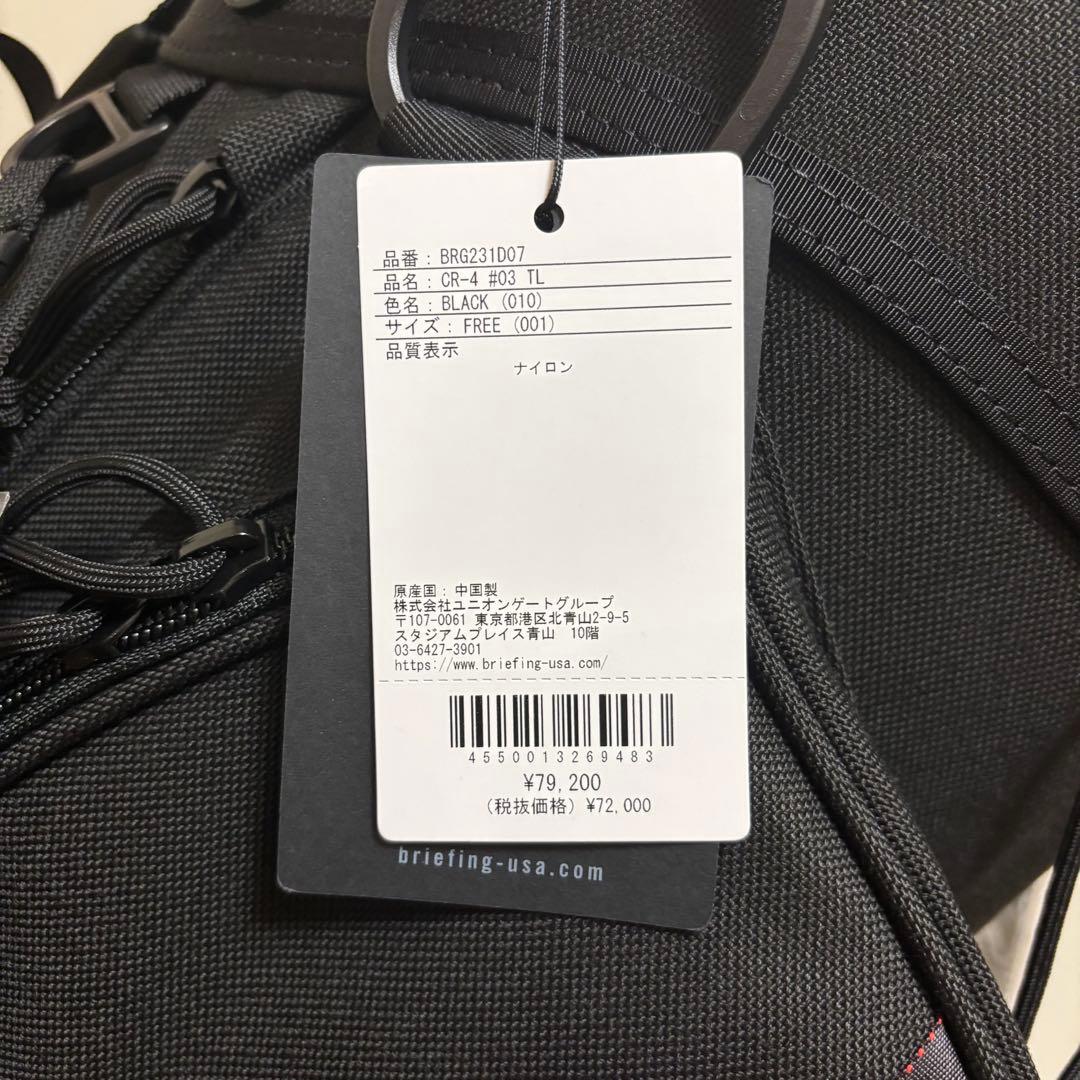 品番：BRG231D07
品名：CR-4 #03 TL
色名：BLACK (010)
サイズ：FREE (001)
品質表示
ナイロン
原産国：中国製
株式会社ユニオンゲートグループ
〒107-0061 東京都港区北青山2-9-5
スタジアムプレイス青山 10階
03-6427-3901
https://www.briefing-usa.com/
4550013269483
¥79,200
(税抜価格) ¥72,000
briefing-usa.com